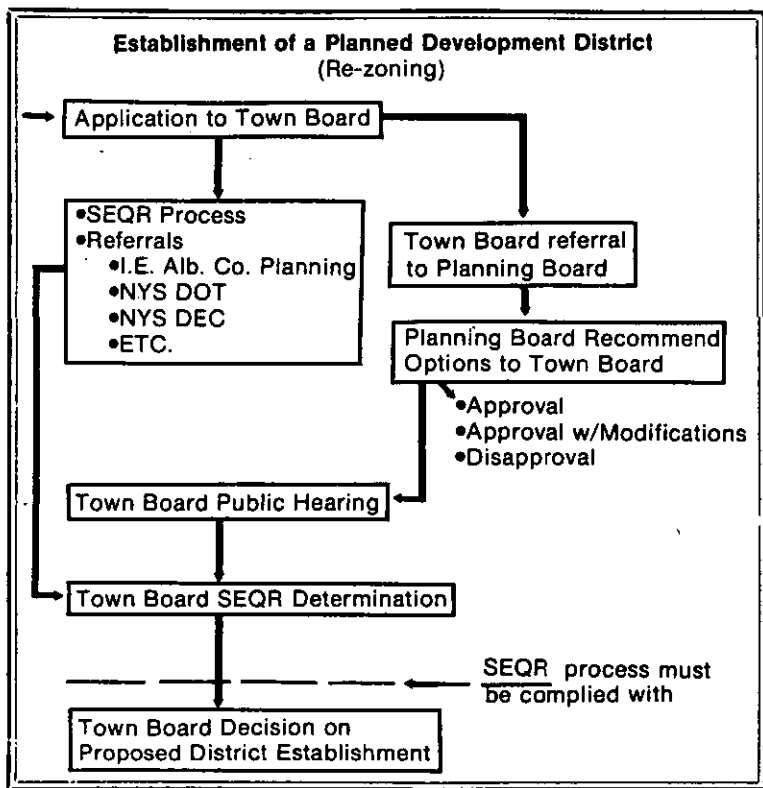 Establishment of a Planned Development District
(Re-zoning)
Application to Town Board
•SEQR Process
•Referrals
•I.E. Alb. Co. Planning
•NYS DOT
•NYS DEC
•ETC.
Town Board referral
to Planning Board
Planning Board Recommend
Options to Town Board
•Approval
•Approval w/Modifications
•Disapproval
Town Board Public Hearing
Town Board SEQR Determination
SEQR process must
be complied with
Town Board Decision on
Proposed District Establishment